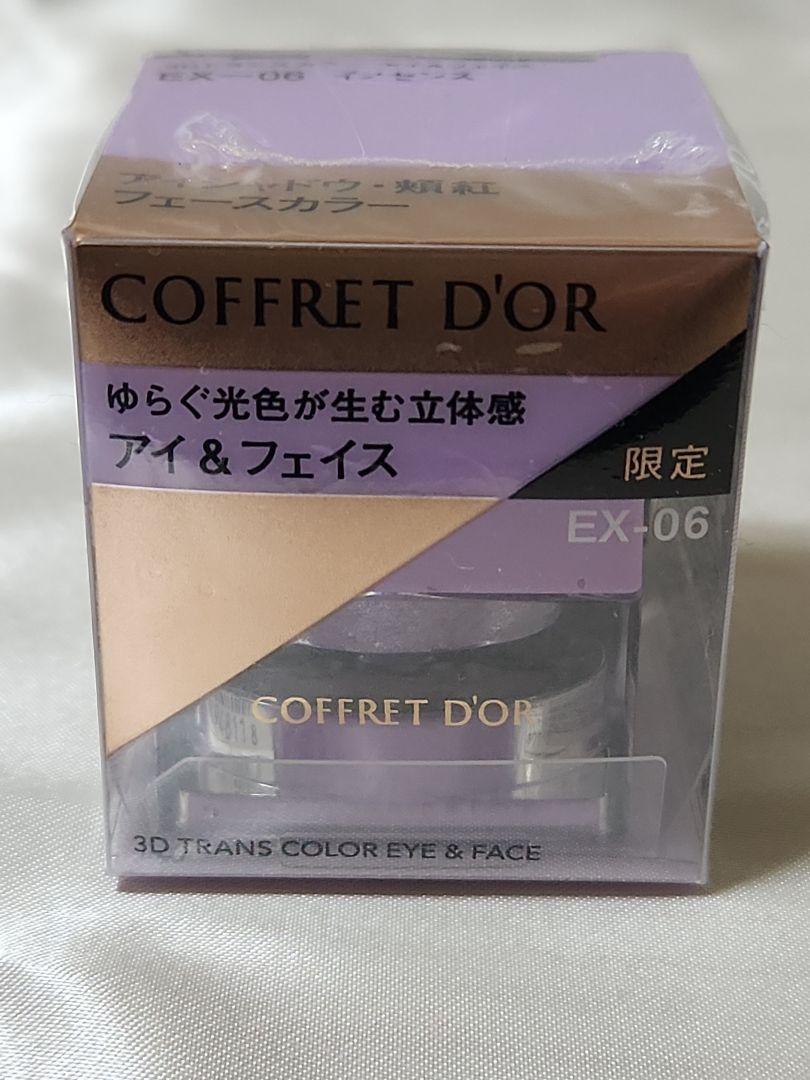 EX-06 イノセンス
アイシャドウ・頬紅
フェースカラー
COFFRET D'OR
ゆらぐ光色が生む立体感
アイ＆フェイス
限定
EX-06
COFFRET D'OR
3D TRANS COLOR EYE & FACE